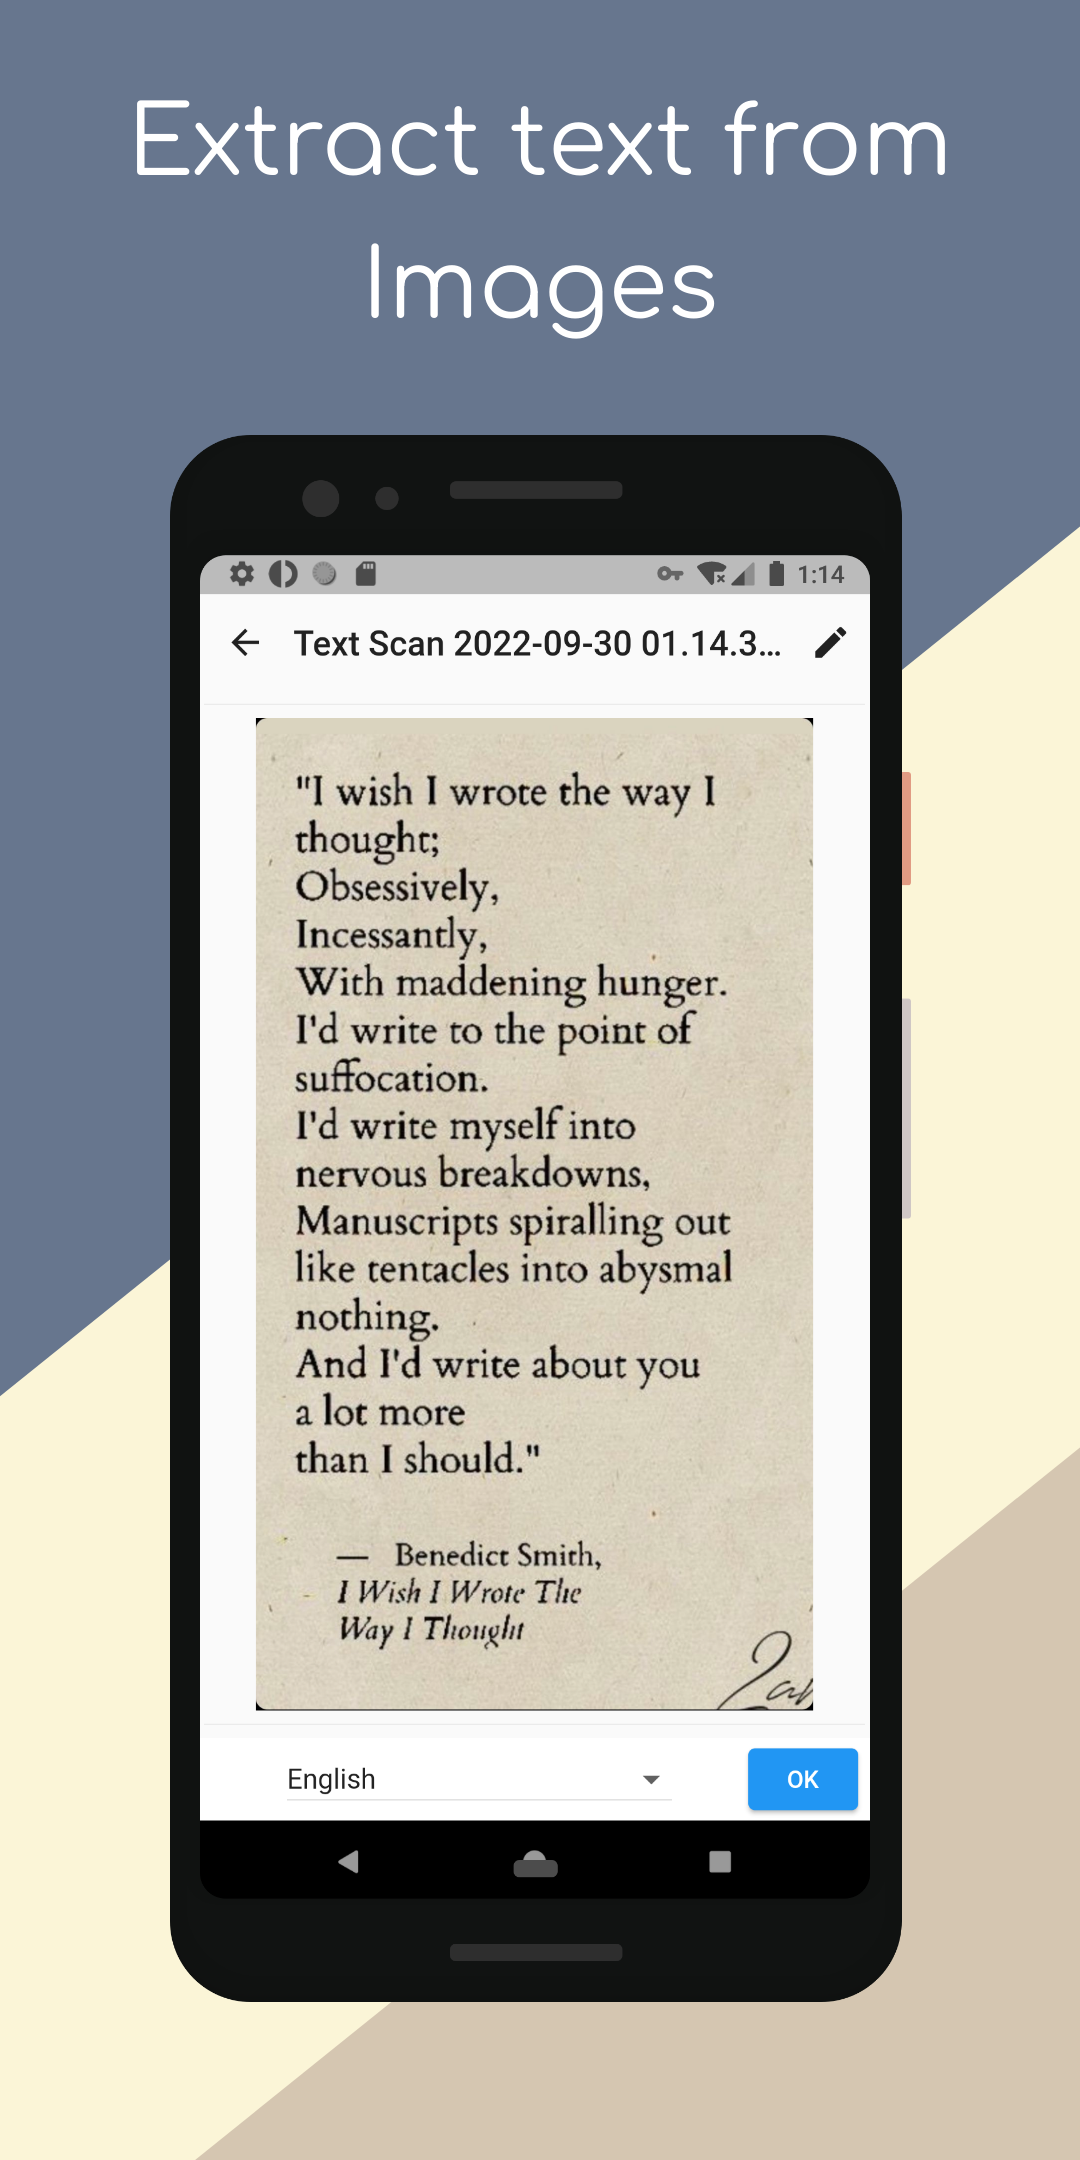 Extract text from
Images
1:14
Text Scan 2022-09-30 01.14.3...
"I wish I wrote the way I
thought;
Obsessively,
Incessantly,
With maddening hunger.
I'd write to the point of
suffocation.
I'd write myself into
nervous breakdowns,
Manuscripts spiralling out
like tentacles into abysmal
nothing.
And I'd write about you
a lot more
than I should."
— Benedict Smith,
I Wish I Wrote The
Way I Thought
English
OK